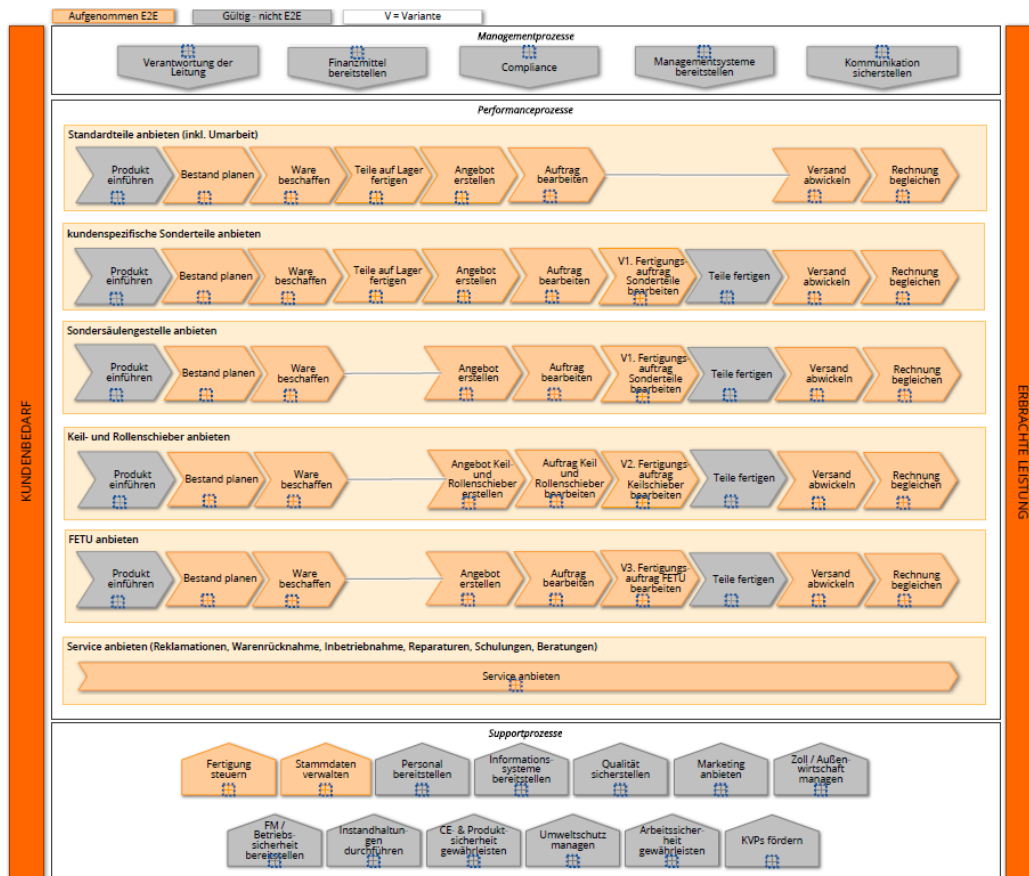 Aufgenommen E2E
Gültig - nicht E2E
V = Variante
KUNDENBEDARF
ERBRACHTE LEISTUNG
Managementprozesse
Verantwortung der
Leitung
Finanzmittel
bereitstellen
Compliance
Managementsysteme
bereitstellen
Kommunikation
sicherstellen
Performanceprozesse
Standardteile anbieten (inkl. Umarbeit)
Produkt
einführen
Bestand planen
Ware
beschaffen
Teile auf Lager
fertigen
Angebot
erstellen
Auftrag
bearbeiten
Versand
abwickeln
Rechnung
begleichen
kundenspezifische Sonderteile anbieten
Produkt
einführen
Bestand planen
Ware
beschaffen
Teile auf Lager
fertigen
Angebot
erstellen
Auftrag
bearbeiten
V1. Fertigungs-
auftrag
Sonderteile
bearbeiten
Teile fertigen
Versand
abwickeln
Rechnung
begleichen
Sondersäulengestelle anbieten
Produkt
einführen
Bestand planen
Ware
beschaffen
Angebot
erstellen
Auftrag
bearbeiten
V1. Fertigungs-
auftrag
Sonderteile
bearbeiten
Teile fertigen
Versand
abwickeln
Rechnung
begleichen
Keil- und Rollenschieber anbieten
Produkt
einführen
Bestand planen
Ware
beschaffen
Angebot Keil-
und
Rollenschieber
erstellen
Auftrag Keil
und
Rollenschieber
bearbeiten
V2. Fertigungs-
auftrag
Keilschieber
bearbeiten
Teile fertigen
Versand
abwickeln
Rechnung
begleichen
FETU anbieten
Produkt
einführen
Bestand planen
Ware
beschaffen
Angebot
erstellen
Auftrag
bearbeiten
V3. Fertigungs-
auftrag FETU
bearbeiten
Teile fertigen
Versand
abwickeln
Rechnung
begleichen
Service anbieten (Reklamationen, Warenrücknahme, Inbetriebnahme, Reparaturen, Schulungen, Beratungen)
Service anbieten
Supportprozesse
Fertigung
steuern
Stammdaten
verwalten
Personal
bereitstellen
Informations-
systeme
bereitstellen
Qualität
sicherstellen
Marketing
anbieten
Zoll / Außen-
wirtschaft
managen
FM /
Betriebs-
sicherheit
bereitstellen
Instandhaltun-
gen
durchführen
CE- & Produkt-
sicherheit
gewährleisten
Umweltschutz
managen
Arbeitssicher-
heit
gewährleisten
KVPs fördern